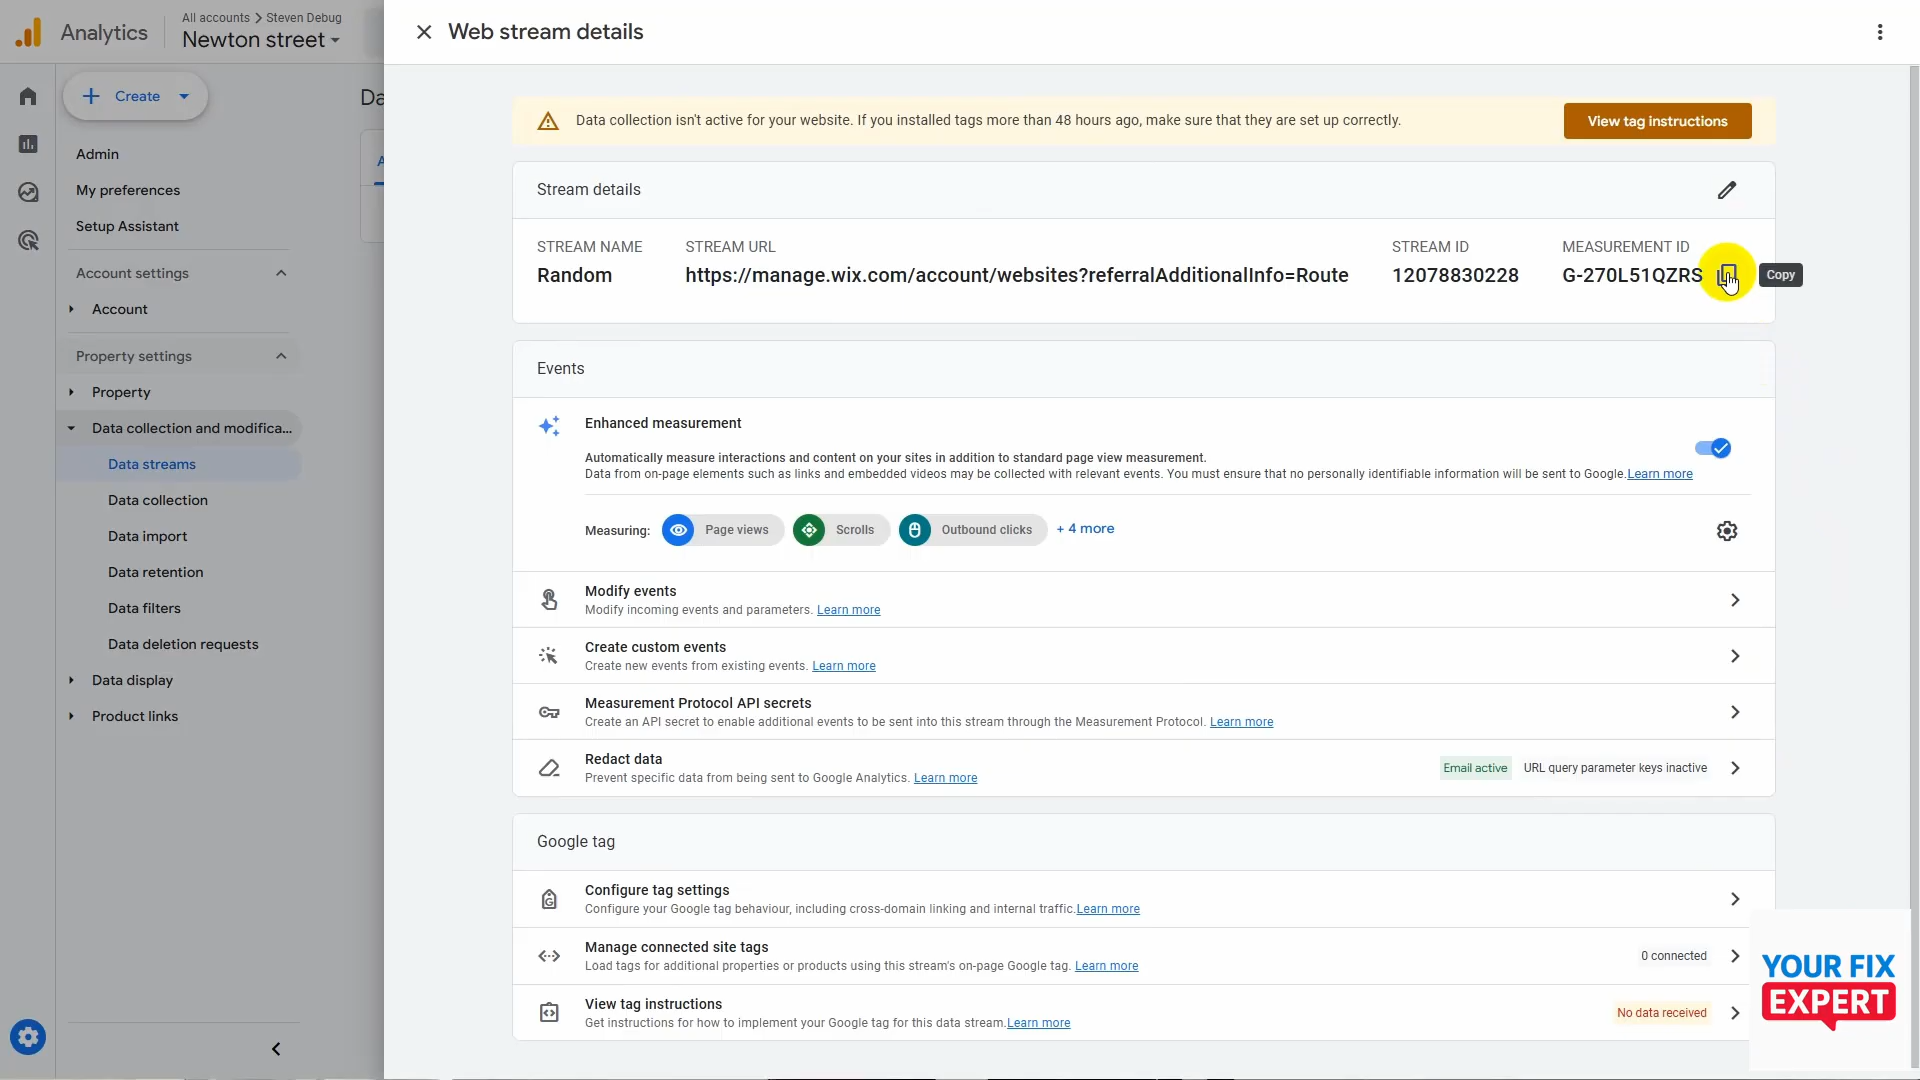 Analytics
All accounts > Steven Debug
Newton street
Create
Admin
My preferences
Setup Assistant
Account settings
Account
Property settings
Property
Data collection and modifica...
Data streams
Data collection
Data import
Data retention
Data filters
Data deletion requests
Data display
Product links
Da
A
Web stream details
Data collection isn't active for your website. If you installed tags more than 48 hours ago, make sure that they are set up correctly.
View tag instructions
Stream details
STREAM NAME
Random
STREAM URL
https://manage.wix.com/account/websites?referralAdditionalInfo=Route
STREAM ID
12078830228
MEASUREMENT ID
G-270L51QZRS
Copy
Events
Enhanced measurement
Automatically measure interactions and content on your sites in addition to standard page view measurement.
Data from on-page elements such as links and embedded videos may be collected with relevant events. You must ensure that no personally identifiable information will be sent to Google. Learn more
Measuring: Page views Scrolls Outbound clicks + 4 more
Modify events
Modify incoming events and parameters. Learn more
Create custom events
Create new events from existing events. Learn more
Measurement Protocol API secrets
Create an API secret to enable additional events to be sent into this stream through the Measurement Protocol. Learn more
Redact data
Prevent specific data from being sent to Google Analytics. Learn more
Email active URL query parameter keys inactive
Google tag
Configure tag settings
Configure your Google tag behaviour, including cross-domain linking and internal traffic. Learn more
Manage connected site tags
Load tags for additional properties or products using this stream's on-page Google tag. Learn more
0 connected
View tag instructions
Get instructions for how to implement your Google tag for this data stream. Learn more
No data received
YOUR FIX
EXPERT